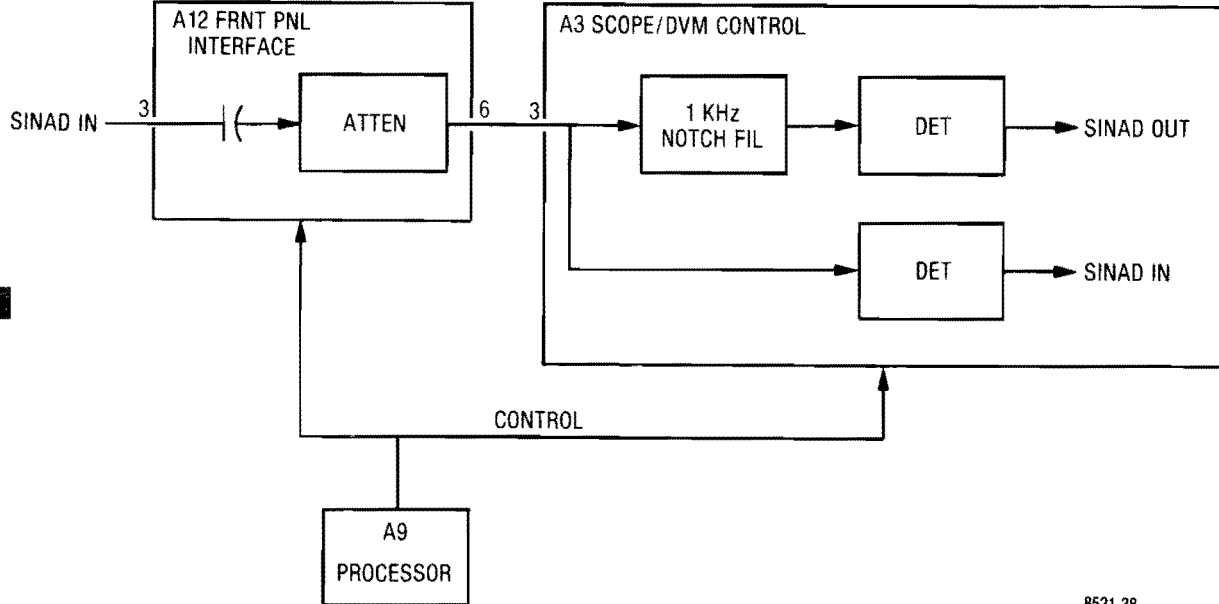 A12 FRNT PNL
INTERFACE
A3 SCOPE/DVM CONTROL
SINAD IN
3
ATTEN
6
3
1 KHz
NOTCH FIL
DET
SINAD OUT
DET
SINAD IN
CONTROL
A9
PROCESSOR